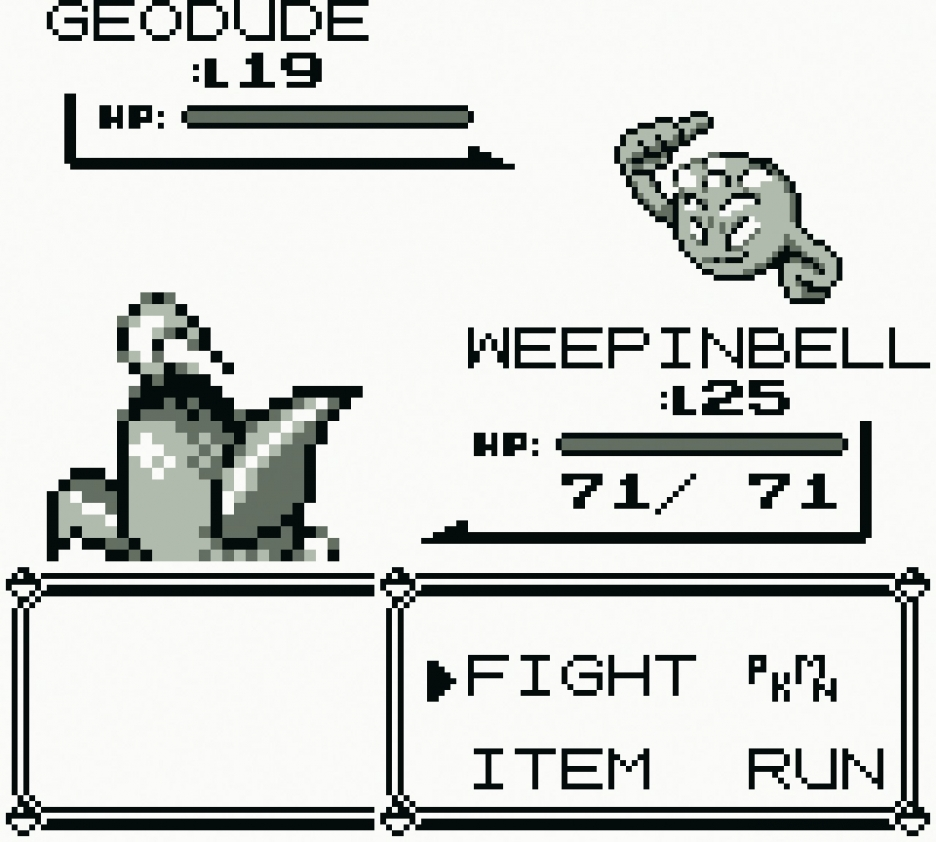 GEODUDE
:L19
HP:
WEEPINBELL
:L25
HP:
71/ 71
FIGHT PKMN
ITEM RUN